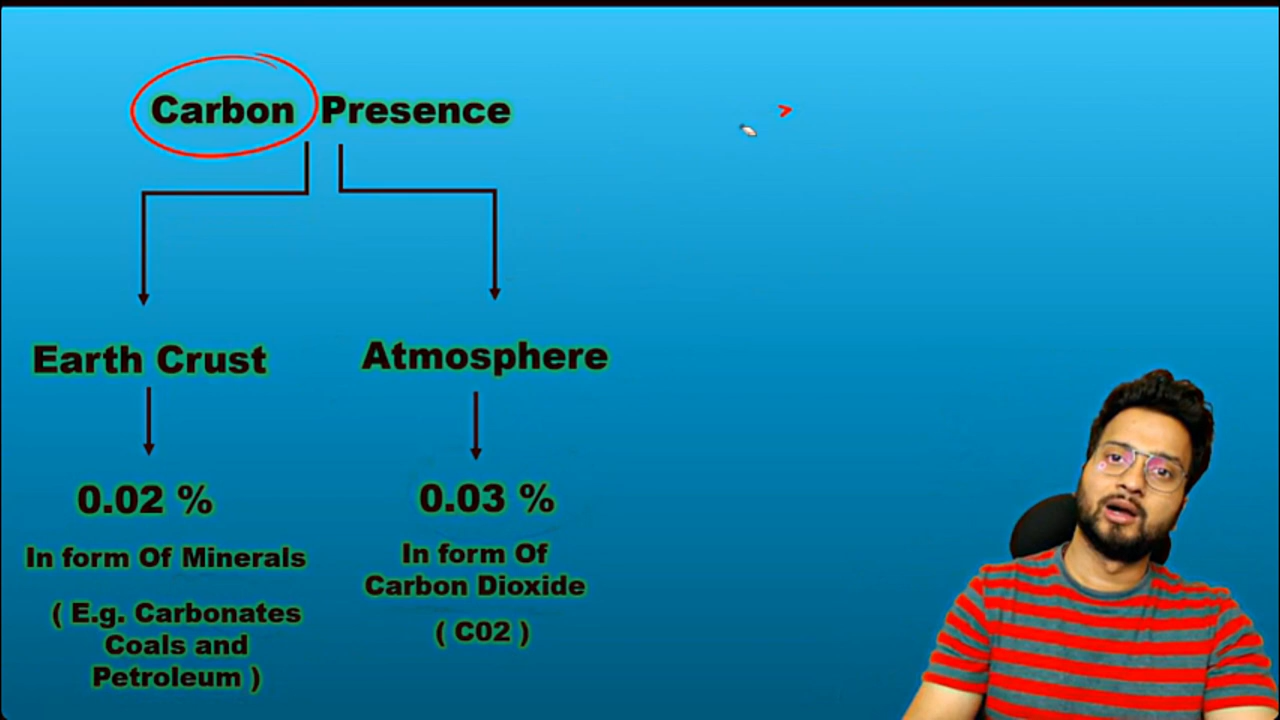 Carbon Presence
Earth Crust
Atmosphere
0.02 %
0.03 %
In form Of Minerals
( E.g. Carbonates
Coals and
Petroleum )
In form Of
Carbon Dioxide
( C02 )